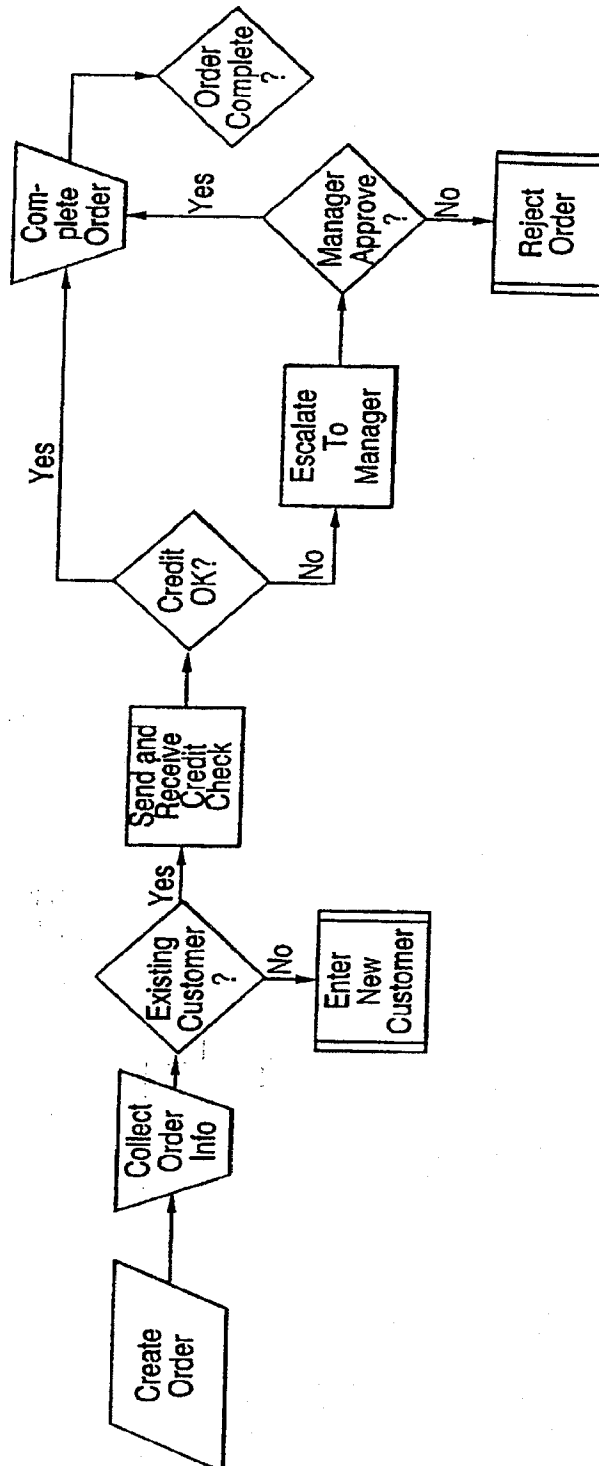 Create
Order
Collect
Order
Info
Existing
Customer
?
Yes
No
Enter
New
Customer
Send and
Receive
Credit
Check
Credit
OK?
Yes
No
Escalate
To
Manager
Manager
Approve
?
Yes
No
Reject
Order
Com-
plete
Order
Order
Complete
?